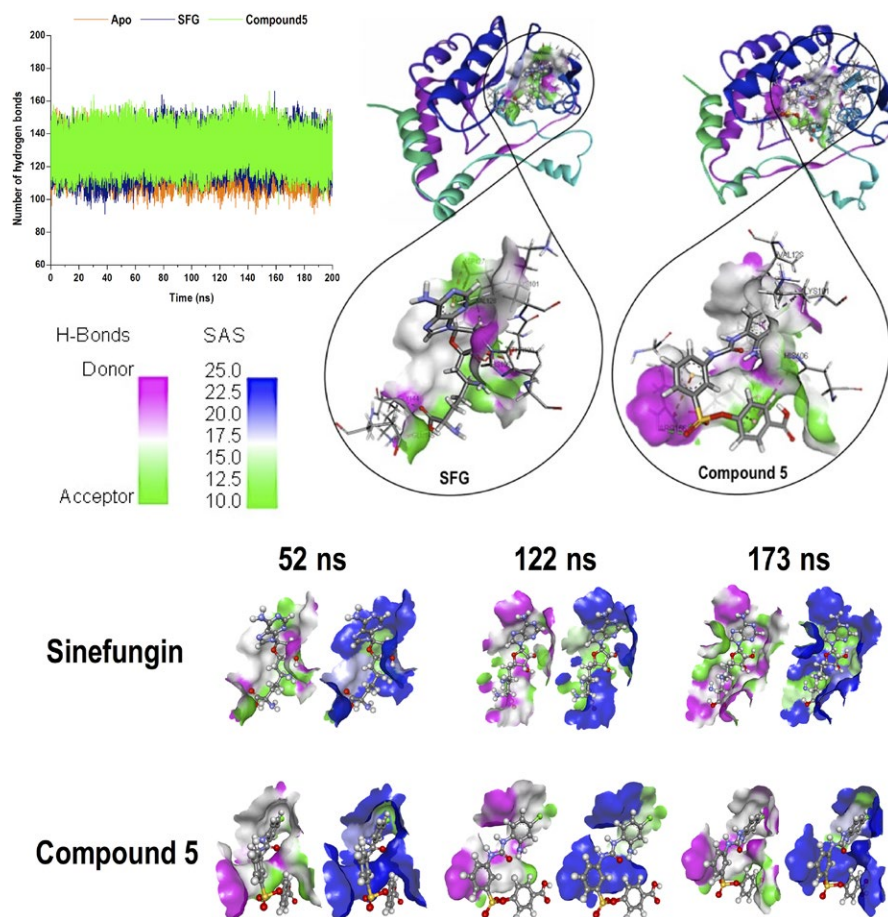 Apo SFG Compound5
Number of hydrogen bonds
200
180
160
140
120
100
80
60
0 20 40 60 80 100 120 140 160 180 200
Time (ns)
H-Bonds SAS
Donor
Acceptor
25.0
22.5
20.0
17.5
15.0
12.5
10.0
SFG
VAL129
CYS101
HIS406
Compound 5
52 ns 122 ns 173 ns
Sinefungin
Compound 5